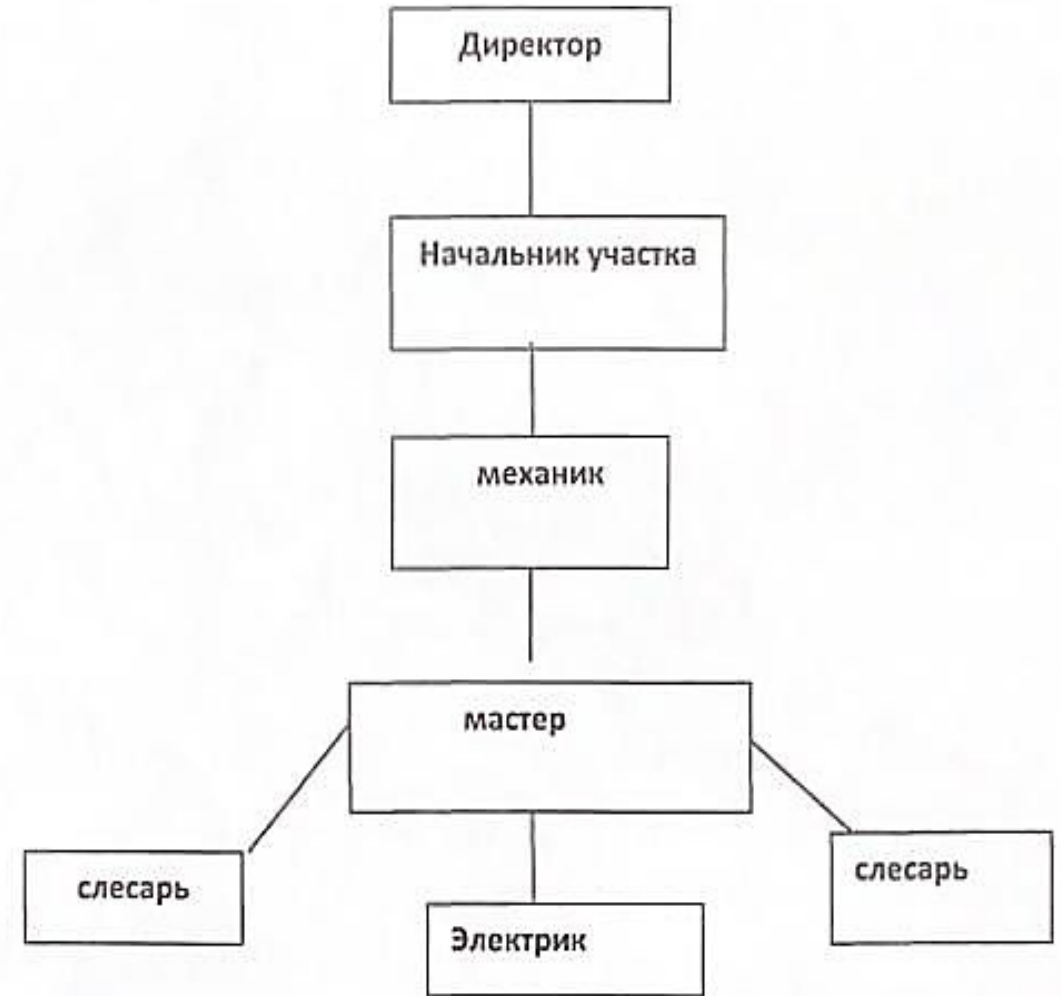 Директор
Начальник участка
механик
мастер
слесарь
Электрик
слесарь